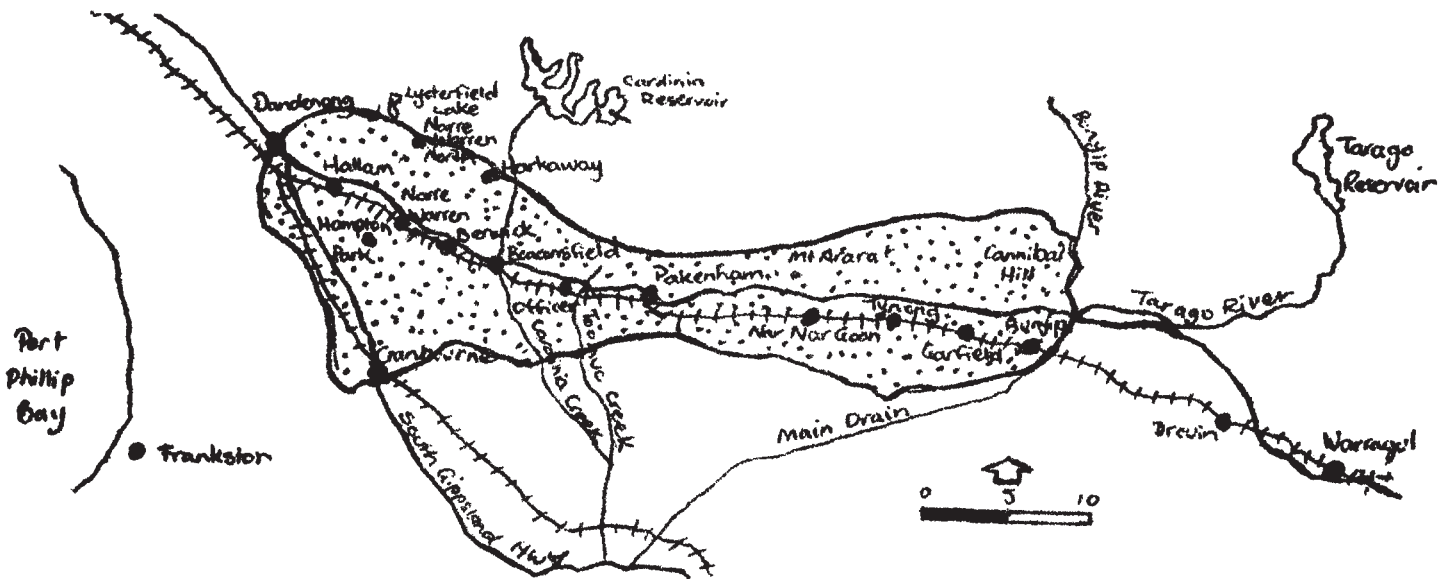 Dandenong
Lysterfield
Lake
Narre
Warren
North
Cardinia
Reservoir
Harkaway
Hallam
Narre
Warren
Hampton
Park
Berwick
Beaconsfield
Officer
Pakenham
Mt Ararat
Cannibal
Hill
Bunyip River
Tarago
Reservoir
Tarago River
Nar Nar Goon
Tynong
Garfield
Bunyip
Cranbourne
Cardinia Creek
Toomuc Creek
Main Drain
South Gippsland Hwy
Port
Phillip
Bay
Frankston
Drouin
Warragul
0 5 10